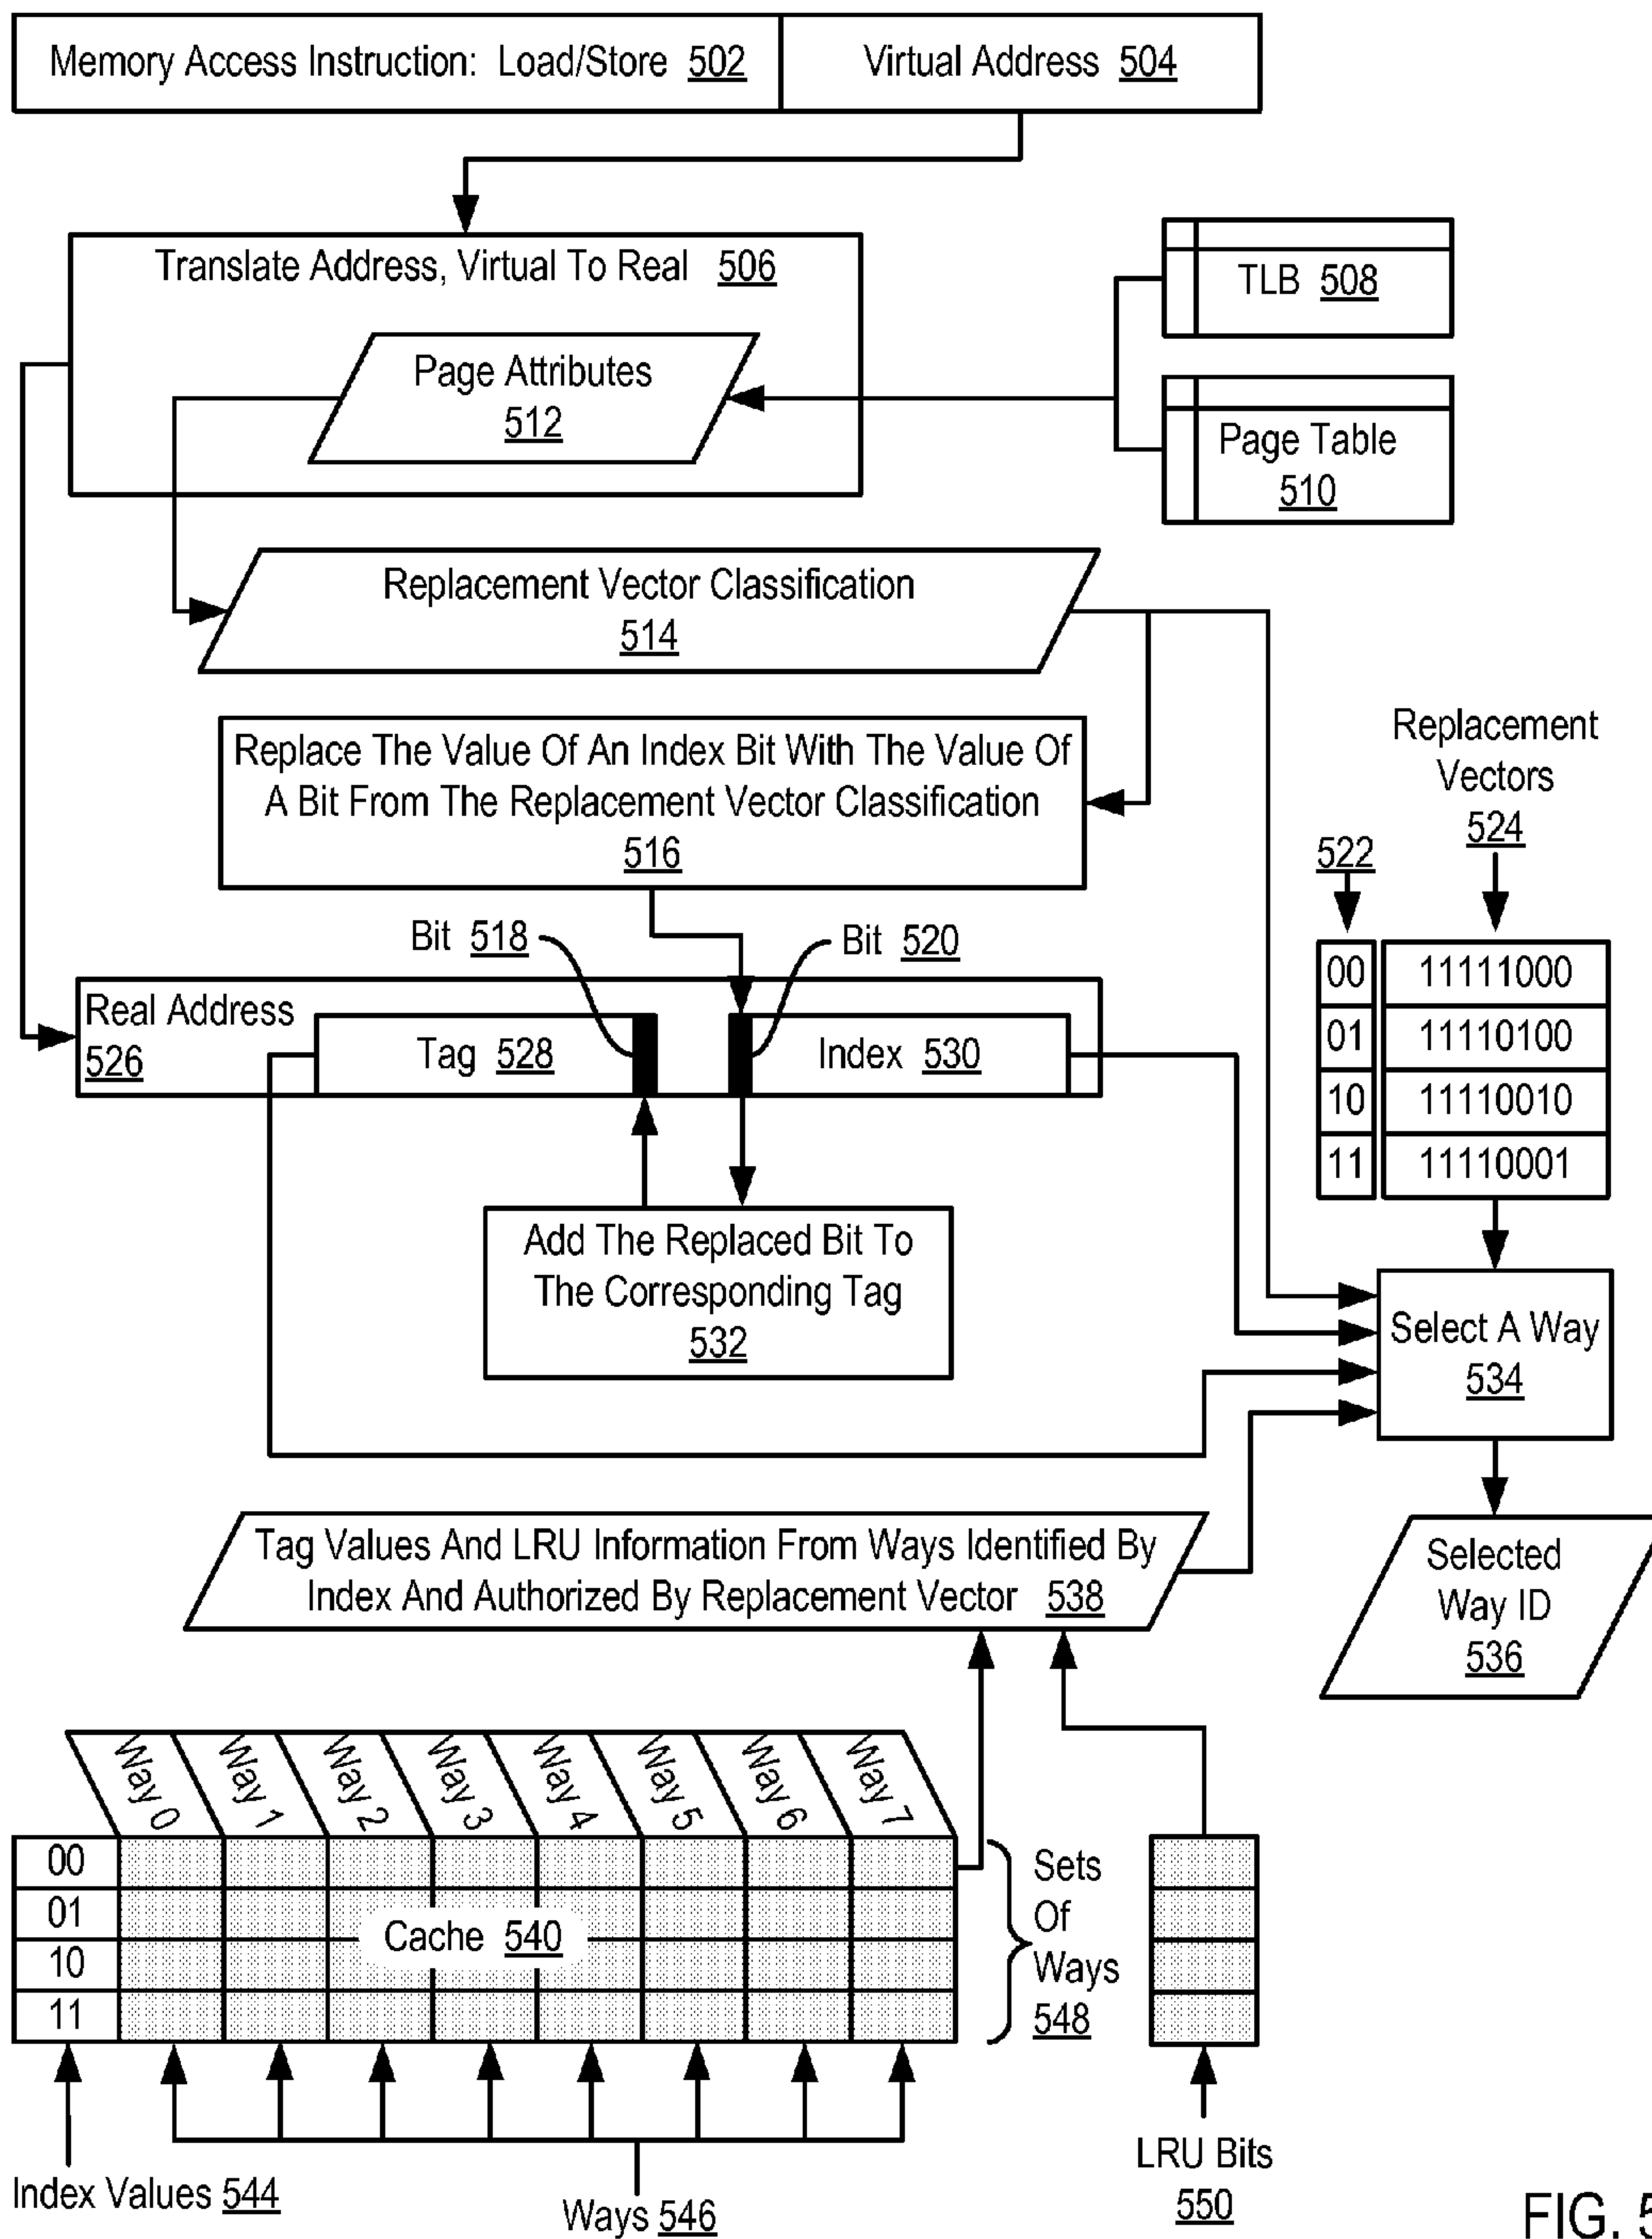 Memory Access Instruction: Load/Store 502
Virtual Address 504
Translate Address, Virtual To Real 506
TLB 508
Page Attributes
512
Page Table
510
Replacement Vector Classification
514
Replace The Value Of An Index Bit With The Value Of
A Bit From The Replacement Vector Classification
516
Replacement
Vectors
524
522
Bit 518
Bit 520
00 11111000
01 11110100
10 11110010
11 11110001
Real Address
526
Tag 528
Index 530
Add The Replaced Bit To
The Corresponding Tag
532
Select A Way
534
Tag Values And LRU Information From Ways Identified By
Index And Authorized By Replacement Vector 538
Selected
Way ID
536
Way 0
Way 1
Way 2
Way 3
Way 4
Way 5
Way 6
Way 7
00
01
10
11
Cache 540
Sets
Of
Ways
548
Index Values 544
Ways 546
LRU Bits
550
FIG. 5